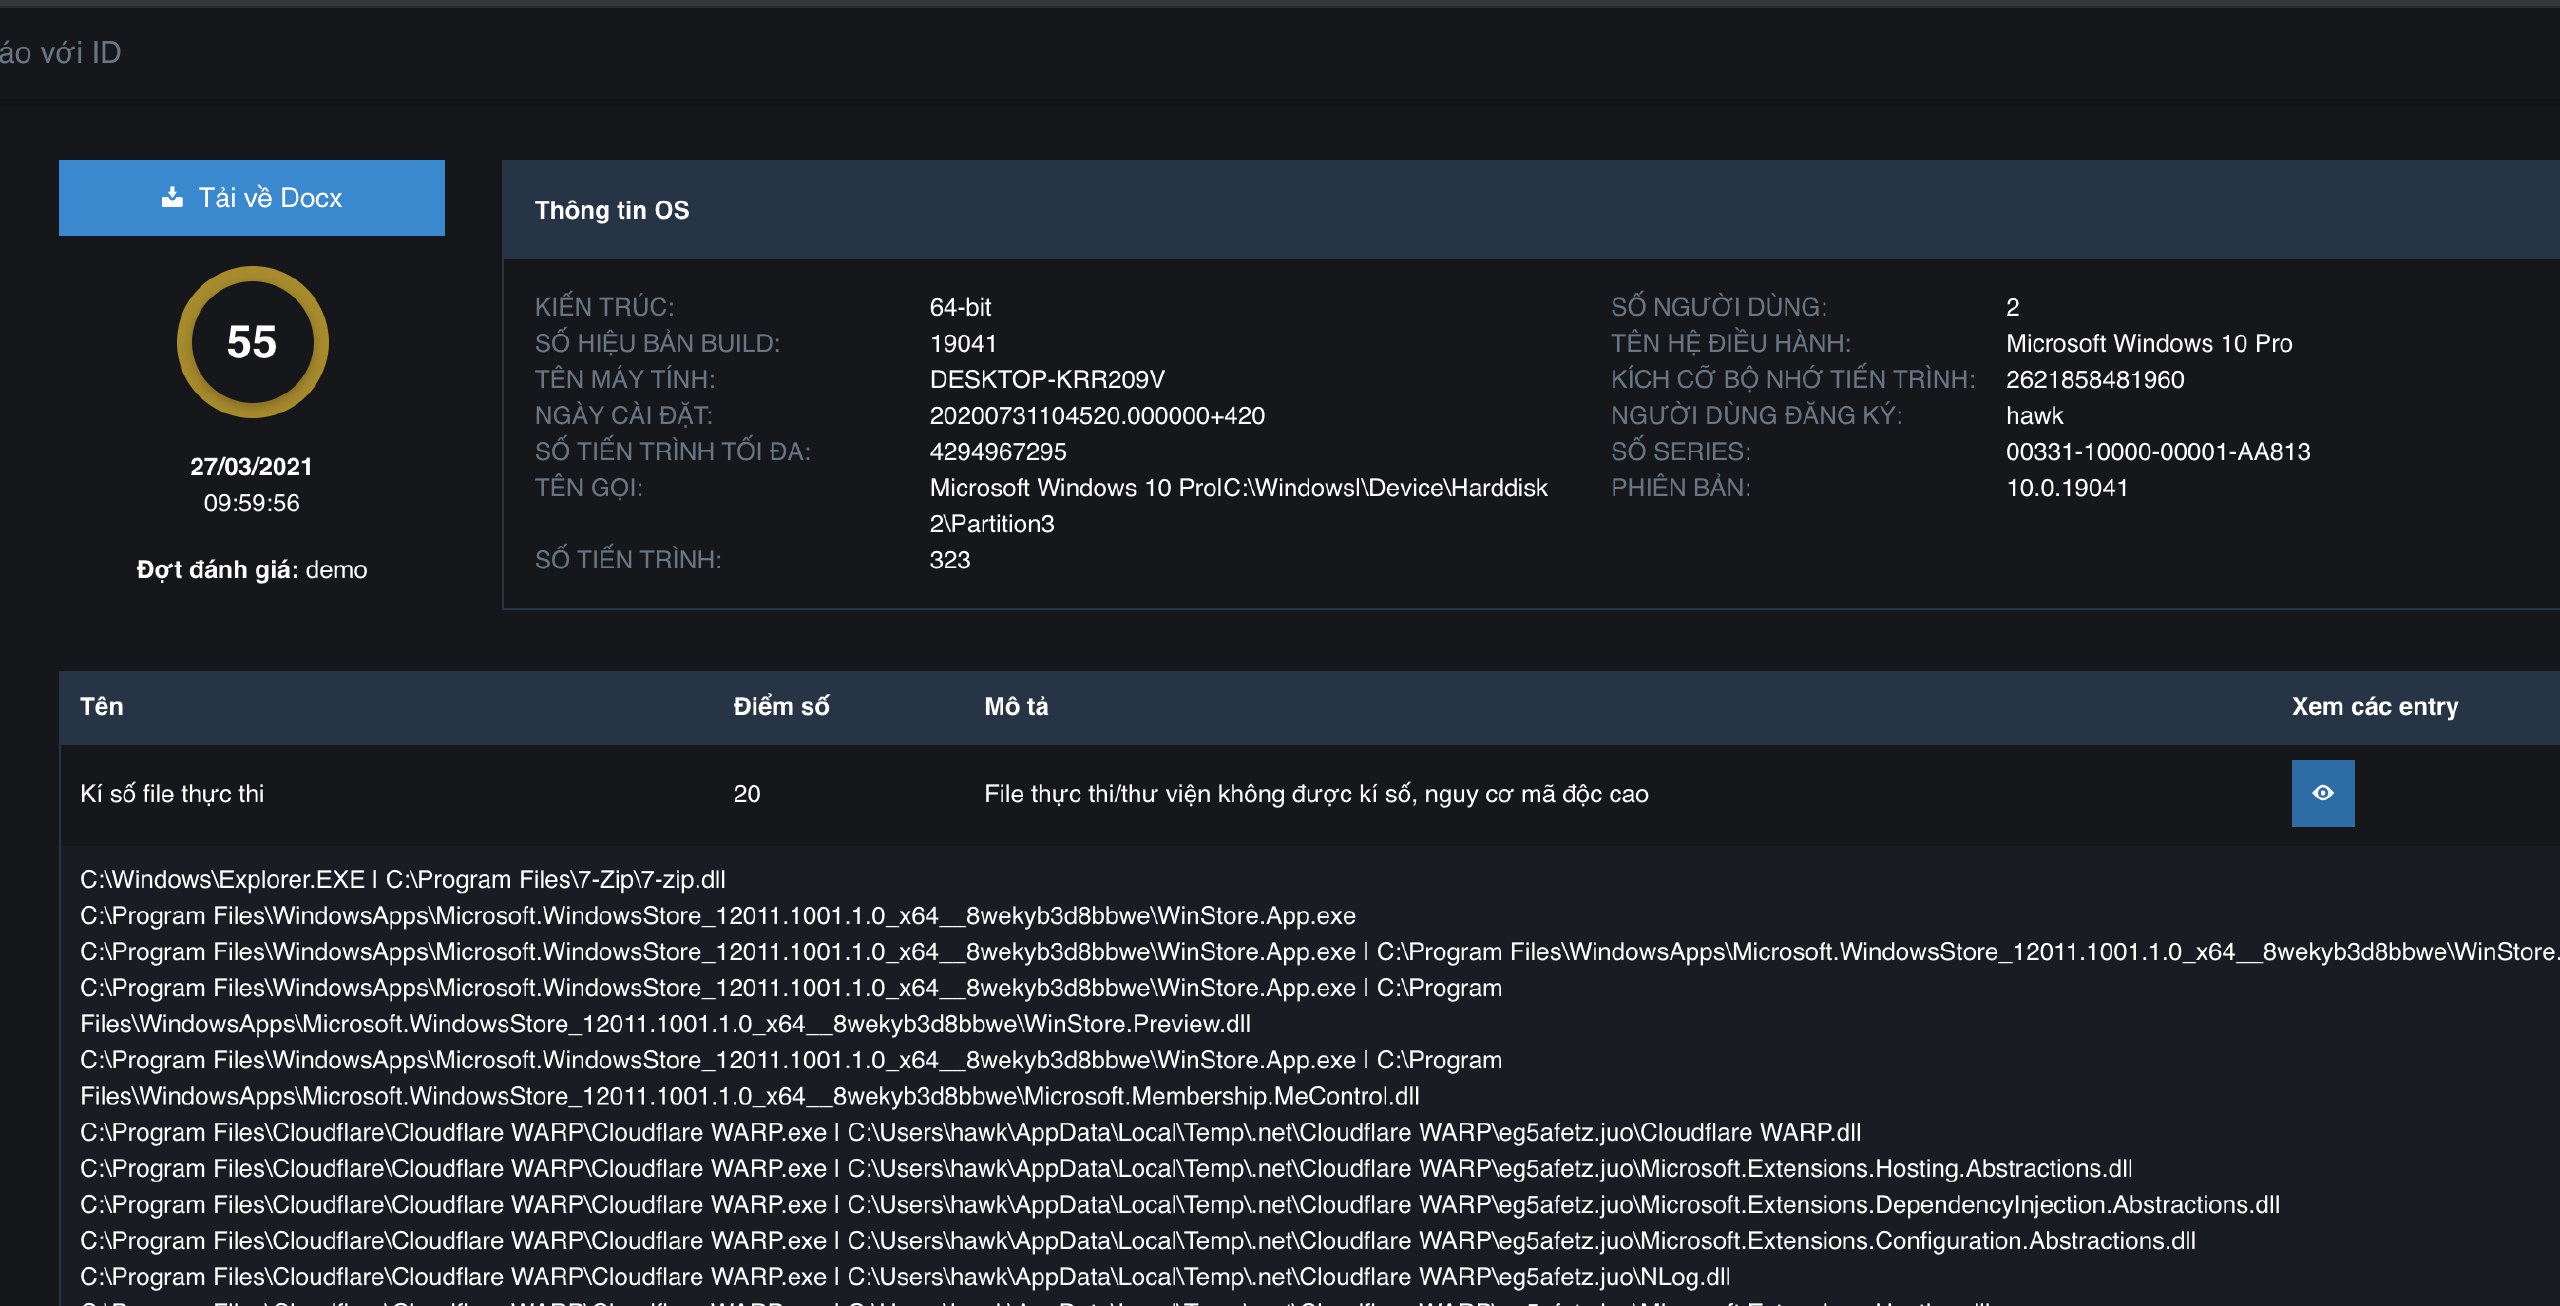 áo với ID
Tải về Docx
55
27/03/2021
09:59:56
Đợt đánh giá: demo
Thông tin OS
KIẾN TRÚC: 64-bit
SỐ HIỆU BẢN BUILD: 19041
TÊN MÁY TÍNH: DESKTOP-KRR209V
NGÀY CÀI ĐẶT: 20200731104520.000000+420
SỐ TIẾN TRÌNH TỐI ĐA: 4294967295
TÊN GỌI: Microsoft Windows 10 Pro|C:\Windows|\Device\Harddisk
2\Partition3
SỐ TIẾN TRÌNH: 323
SỐ NGƯỜI DÙNG: 2
TÊN HỆ ĐIỀU HÀNH: Microsoft Windows 10 Pro
KÍCH CỠ BỘ NHỚ TIẾN TRÌNH: 2621858481960
NGƯỜI DÙNG ĐĂNG KÝ: hawk
SỐ SERIES: 00331-10000-00001-AA813
PHIÊN BẢN: 10.0.19041
Tên Điểm số Mô tả Xem các entry
Kí số file thực thi 20 File thực thi/thư viện không được kí số, nguy cơ mã độc cao
C:\Windows\Explorer.EXE | C:\Program Files\7-Zip\7-zip.dll
C:\Program Files\WindowsApps\Microsoft.WindowsStore_12011.1001.1.0_x64__8wekyb3d8bbwe\WinStore.App.exe
C:\Program Files\WindowsApps\Microsoft.WindowsStore_12011.1001.1.0_x64__8wekyb3d8bbwe\WinStore.App.exe | C:\Program Files\WindowsApps\Microsoft.WindowsStore_12011.1001.1.0_x64__8wekyb3d8bbwe\WinStore.
C:\Program Files\WindowsApps\Microsoft.WindowsStore_12011.1001.1.0_x64__8wekyb3d8bbwe\WinStore.App.exe | C:\Program
Files\WindowsApps\Microsoft.WindowsStore_12011.1001.1.0_x64__8wekyb3d8bbwe\WinStore.Preview.dll
C:\Program Files\WindowsApps\Microsoft.WindowsStore_12011.1001.1.0_x64__8wekyb3d8bbwe\WinStore.App.exe | C:\Program
Files\WindowsApps\Microsoft.WindowsStore_12011.1001.1.0_x64__8wekyb3d8bbwe\Microsoft.Membership.MeControl.dll
C:\Program Files\Cloudflare\Cloudflare WARP\Cloudflare WARP.exe | C:\Users\hawk\AppData\Local\Temp\.net\Cloudflare WARP\eg5afetz.juo\Cloudflare WARP.dll
C:\Program Files\Cloudflare\Cloudflare WARP\Cloudflare WARP.exe | C:\Users\hawk\AppData\Local\Temp\.net\Cloudflare WARP\eg5afetz.juo\Microsoft.Extensions.Hosting.Abstractions.dll
C:\Program Files\Cloudflare\Cloudflare WARP\Cloudflare WARP.exe | C:\Users\hawk\AppData\Local\Temp\.net\Cloudflare WARP\eg5afetz.juo\Microsoft.Extensions.DependencyInjection.Abstractions.dll
C:\Program Files\Cloudflare\Cloudflare WARP\Cloudflare WARP.exe | C:\Users\hawk\AppData\Local\Temp\.net\Cloudflare WARP\eg5afetz.juo\Microsoft.Extensions.Configuration.Abstractions.dll
C:\Program Files\Cloudflare\Cloudflare WARP\Cloudflare WARP.exe | C:\Users\hawk\AppData\Local\Temp\.net\Cloudflare WARP\eg5afetz.juo\NLog.dll